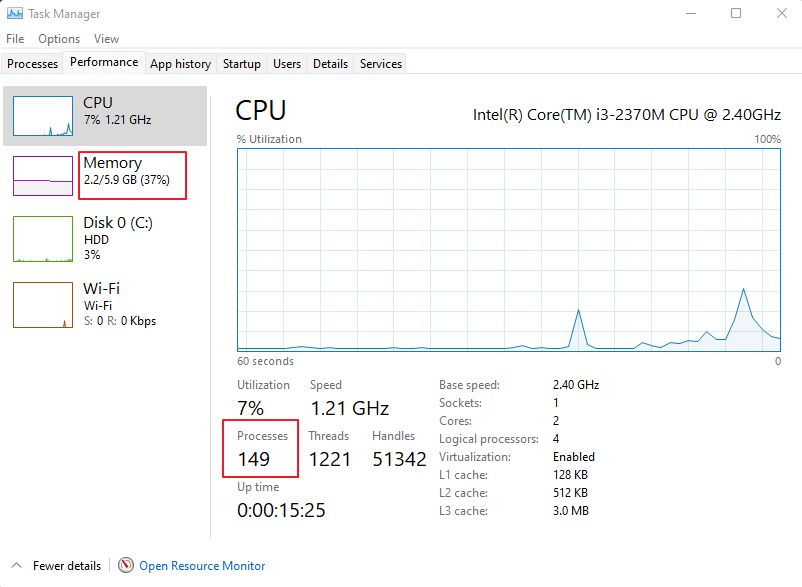 Task Manager
File Options View
Processes Performance App history Startup Users Details Services
CPU
7% 1.21 GHz
Memory
2.2/5.9 GB (37%)
Disk 0 (C:)
HDD
3%
Wi-Fi
Wi-Fi
S: 0 R: 0 Kbps
CPU Intel(R) Core(TM) i3-2370M CPU @ 2.40GHz
% Utilization 100%
60 seconds 0
Utilization Speed
7% 1.21 GHz
Processes Threads Handles
149 1221 51342
Up time
0:00:15:25
Base speed: 2.40 GHz
Sockets: 1
Cores: 2
Logical processors: 4
Virtualization: Enabled
L1 cache: 128 KB
L2 cache: 512 KB
L3 cache: 3.0 MB
Fewer details Open Resource Monitor